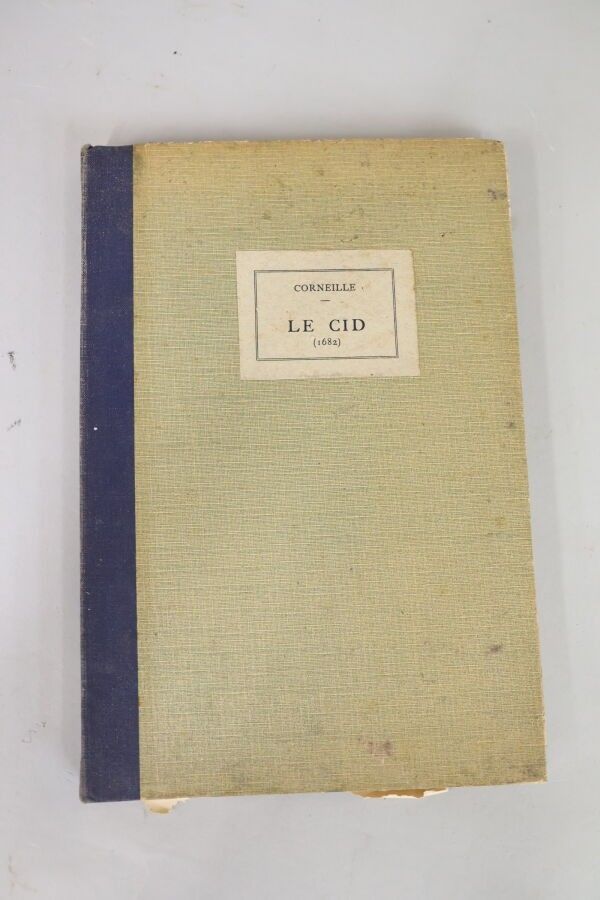 CORNEILLE
—
LE CID
(1682)